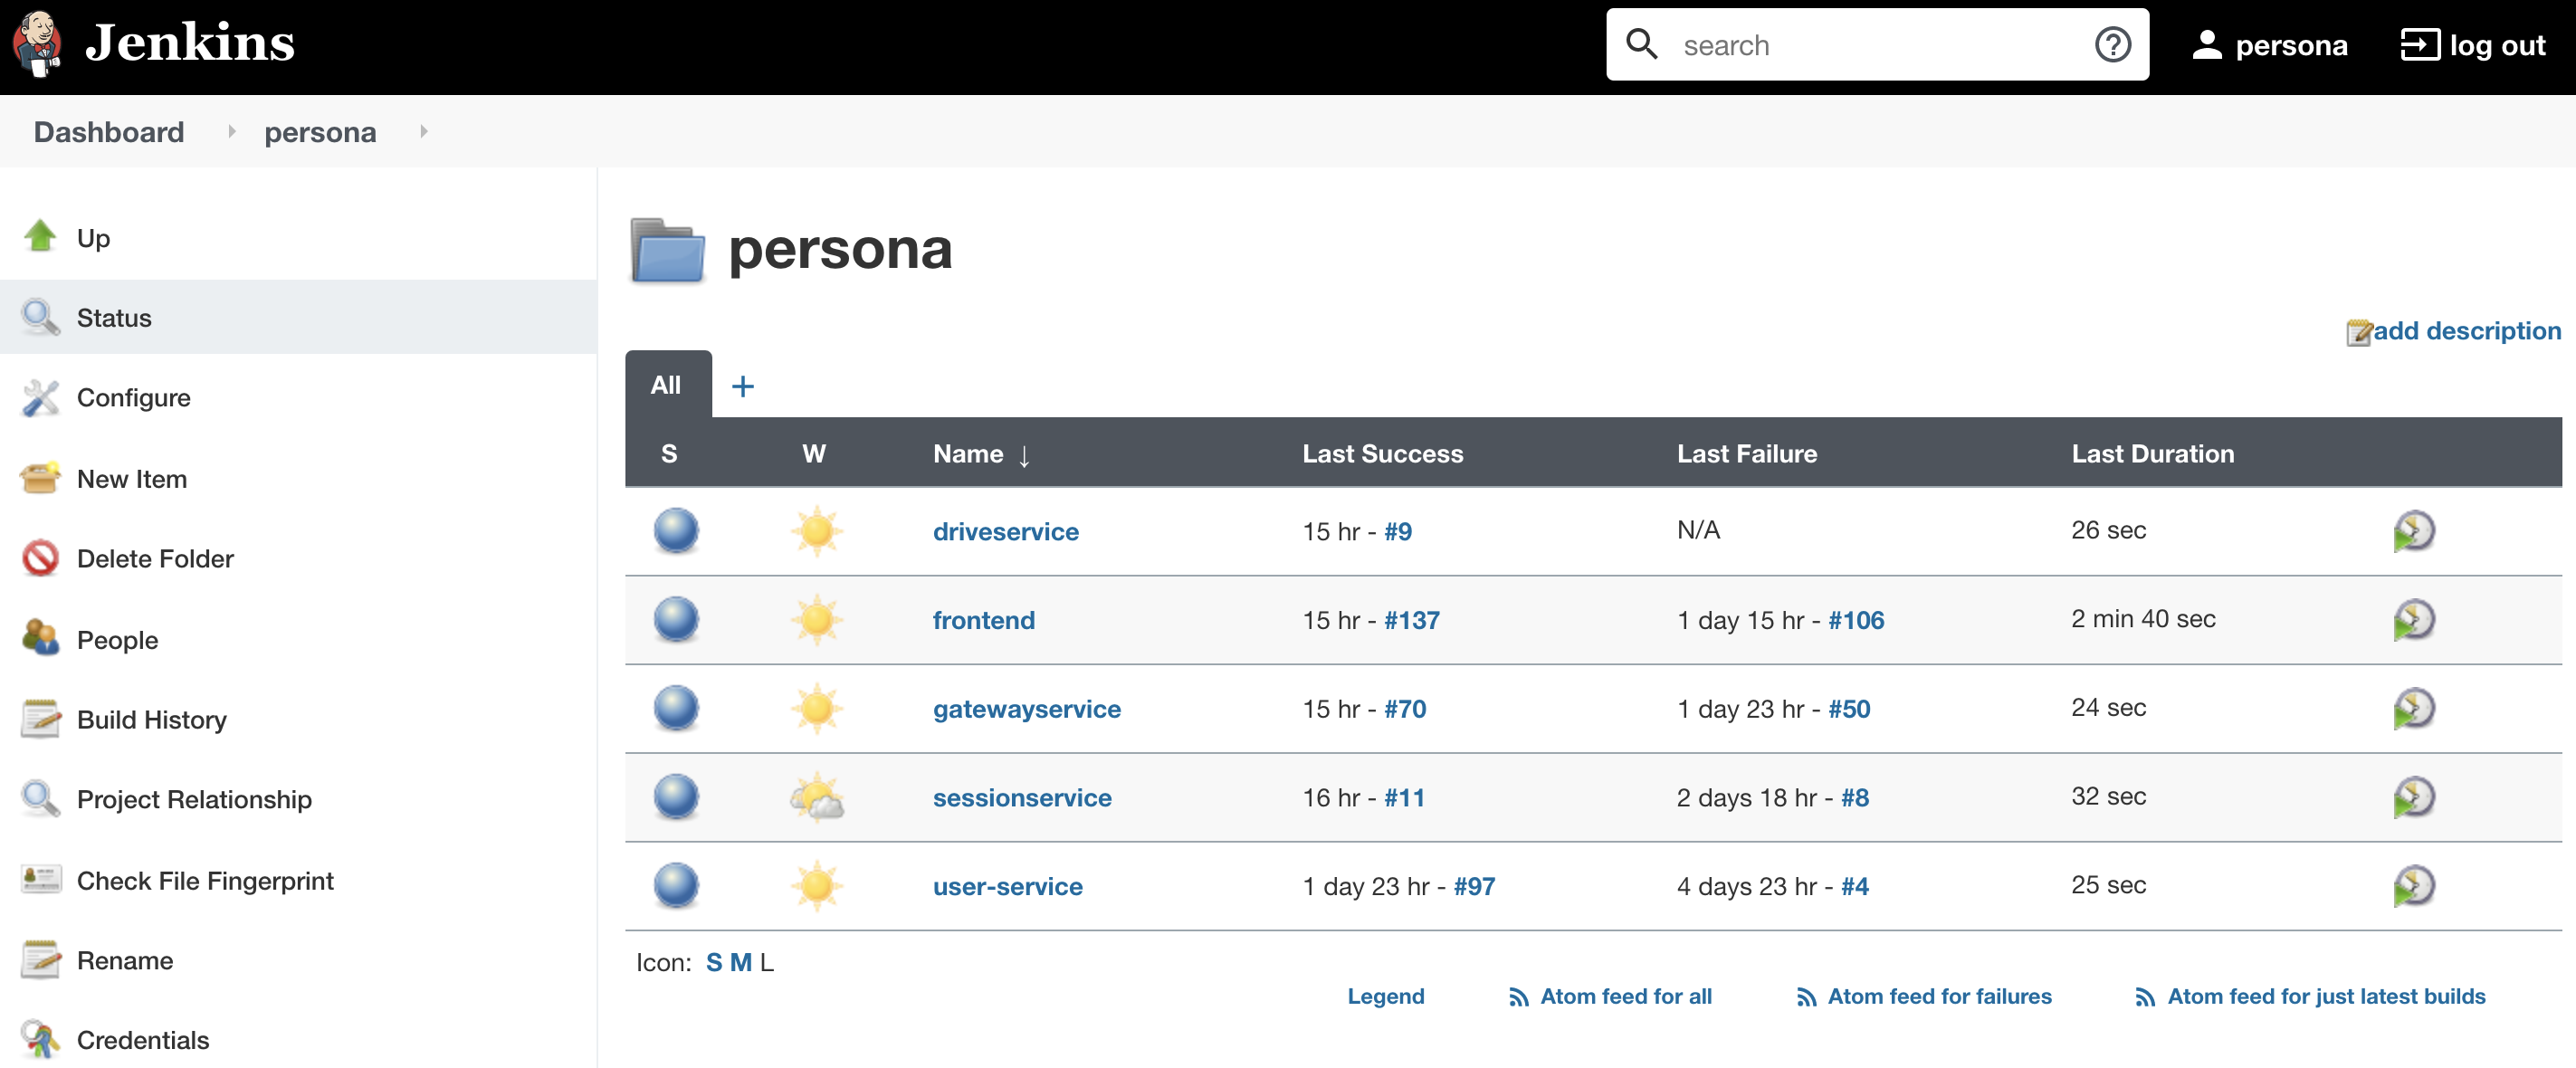 Jenkins
search
persona
log out
Dashboard
persona
Up
Status
Configure
New Item
Delete Folder
People
Build History
Project Relationship
Check File Fingerprint
Rename
Credentials
persona
add description
All +
S W Name ↓ Last Success Last Failure Last Duration
driveservice 15 hr - #9 N/A 26 sec
frontend 15 hr - #137 1 day 15 hr - #106 2 min 40 sec
gatewayservice 15 hr - #70 1 day 23 hr - #50 24 sec
sessionservice 16 hr - #11 2 days 18 hr - #8 32 sec
user-service 1 day 23 hr - #97 4 days 23 hr - #4 25 sec
Icon: S M L
Legend Atom feed for all Atom feed for failures Atom feed for just latest builds